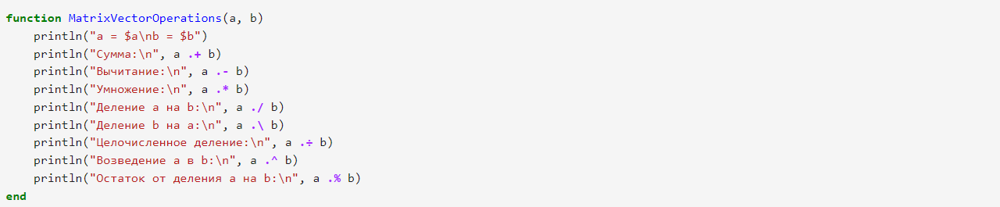 function MatrixVectorOperations(a, b)
    println("a = $a\nb = $b")
    println("Сумма:\n", a .+ b)
    println("Вычитание:\n", a .- b)
    println("Умножение:\n", a .* b)
    println("Деление a на b:\n", a ./ b)
    println("Деление b на a:\n", a .\ b)
    println("Целочисленное деление:\n", a .÷ b)
    println("Возведение a в b:\n", a .^ b)
    println("Остаток от деления a на b:\n", a .% b)
end